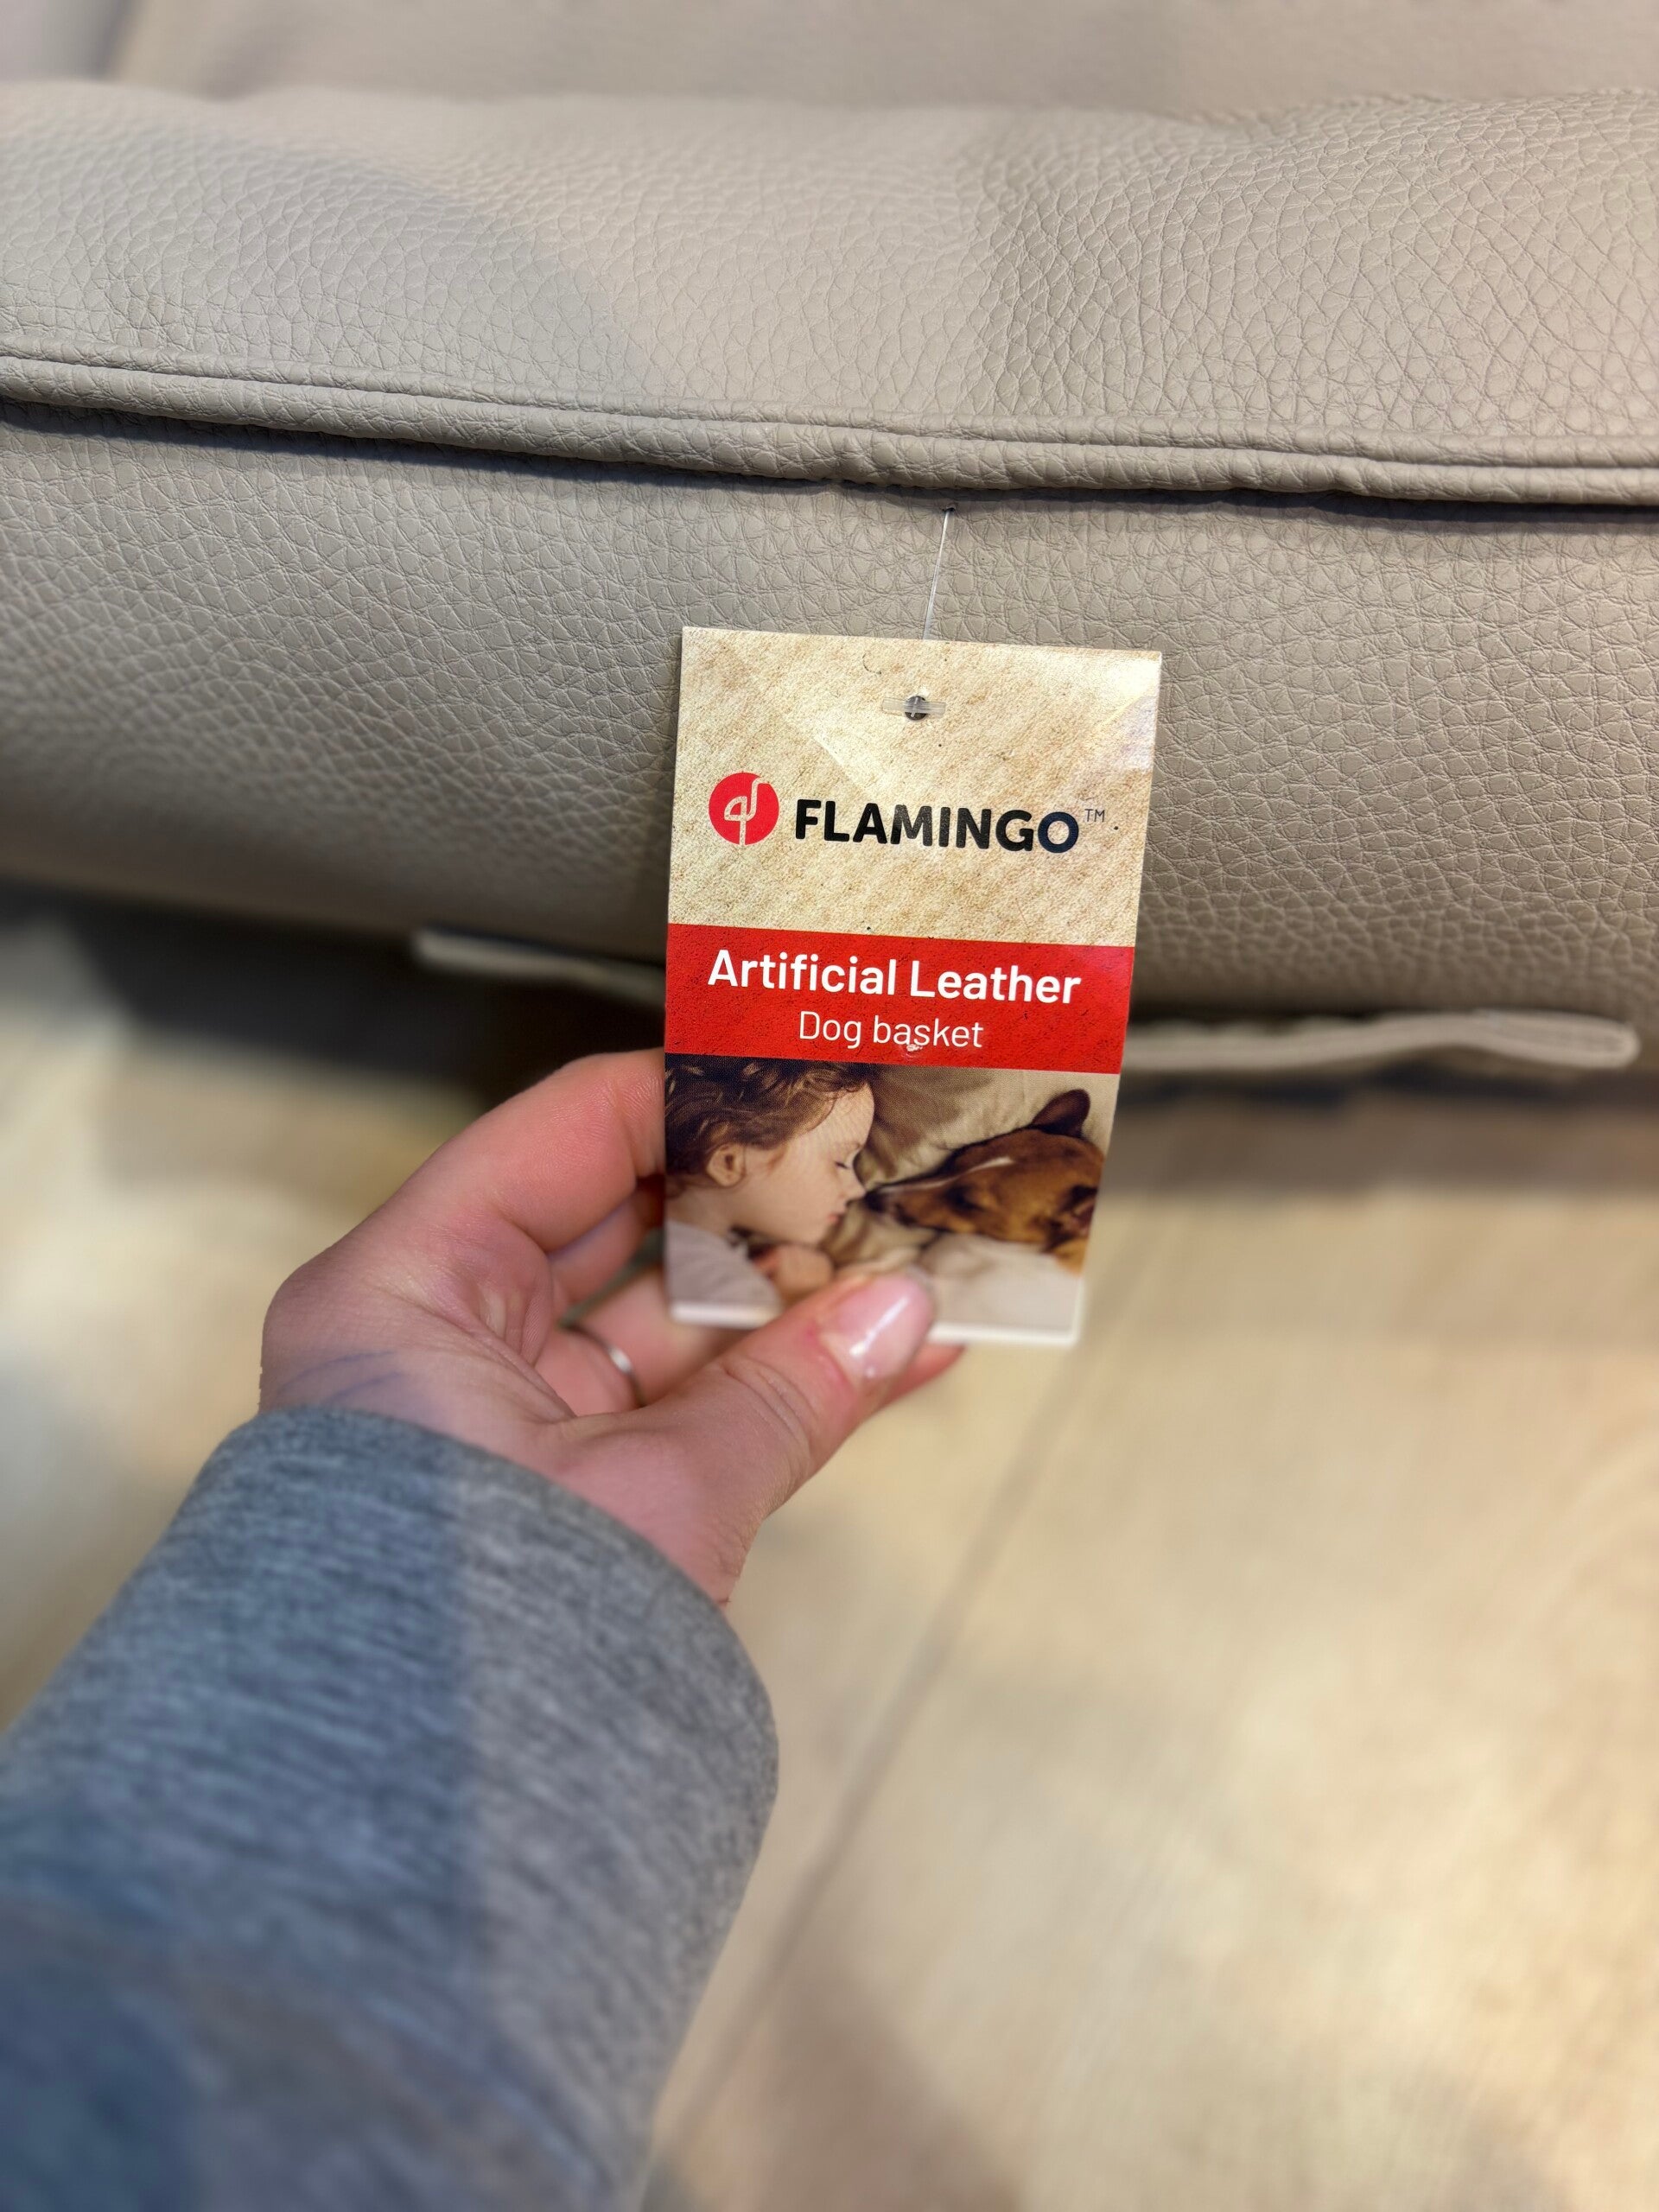 FLAMINGO™
Artificial Leather
Dog basket